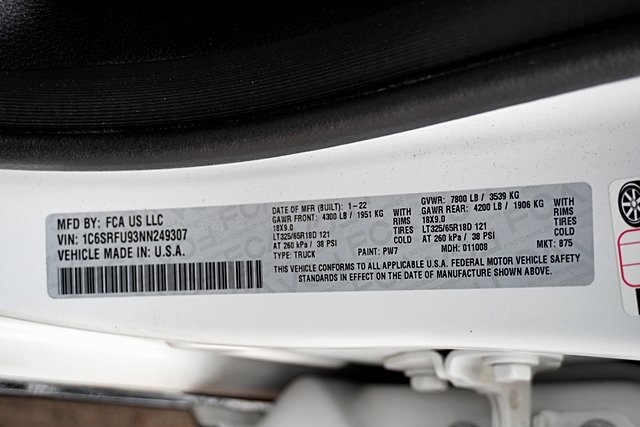 MFD BY: FCA US LLC
VIN: 1C6SRFU93NN249307
VEHICLE MADE IN: U.S.A.
DATE OF MFR (BUILT): 1-22
GAWR FRONT: 4300 LB / 1951 KG WITH
18X9.0 RIMS
LT325/65R18D 121 TIRES
AT 260 kPa / 38 PSI COLD
TYPE: TRUCK PAINT: PW7
GVWR: 7800 LB / 3539 KG
GAWR REAR: 4200 LB / 1906 KG WITH
18X9.0 RIMS
LT325/65R18D 121 TIRES
AT 260 kPa / 38 PSI COLD
MDH: 011008 MKT: 875
THIS VEHICLE CONFORMS TO ALL APPLICABLE U.S.A. FEDERAL MOTOR VEHICLE SAFETY
STANDARDS IN EFFECT ON THE DATE OF MANUFACTURE SHOWN ABOVE.